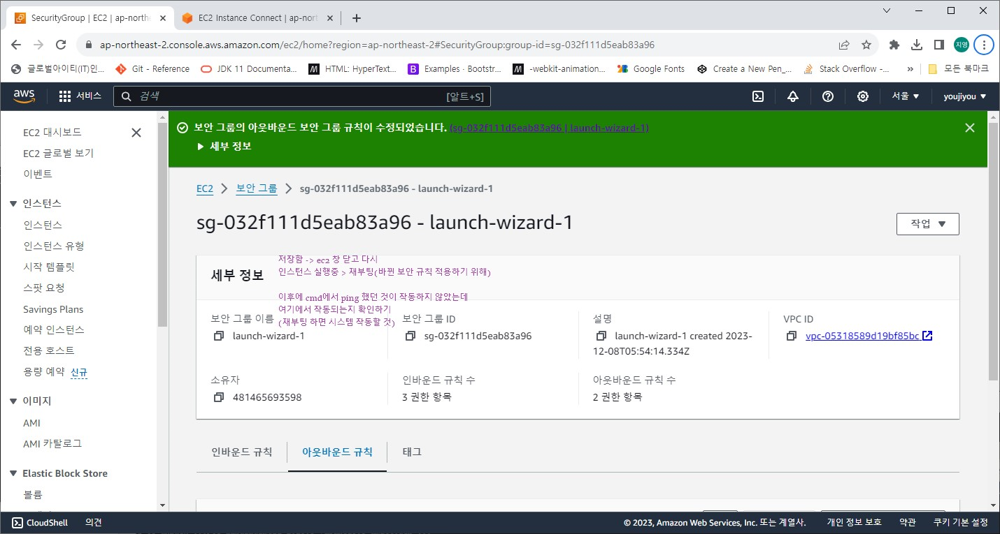 SecurityGroup | EC2 | ap-northe
EC2 Instance Connect | ap-nort
ap-northeast-2.console.aws.amazon.com/ec2/home?region=ap-northeast-2#SecurityGroup:group-id=sg-032f111d5eab83a96
지영
글로벌아이티(IT)인...
Git - Reference
JDK 11 Documenta...
HTML: HyperText...
Examples · Bootstr...
-webkit-animation...
Google Fonts
Create a New Pen_...
Stack Overflow -...
»
모든 북마크
aws
서비스
검색
[알트+S]
서울 ▼
youjiyou ▼
EC2 대시보드
EC2 글로벌 보기
이벤트
▼ 인스턴스
인스턴스
인스턴스 유형
시작 템플릿
스팟 요청
Savings Plans
예약 인스턴스
전용 호스트
용량 예약 신규
▼ 이미지
AMI
AMI 카탈로그
▼ Elastic Block Store
볼륨
보안 그룹의 아웃바운드 보안 그룹 규칙이 수정되었습니다. (sg-032f111d5eab83a96 | launch-wizard-1)
▶ 세부 정보
EC2 > 보안 그룹 > sg-032f111d5eab83a96 - launch-wizard-1
sg-032f111d5eab83a96 - launch-wizard-1
작업 ▼
세부 정보
저장함 -> ec2 창 닫고 다시
인스턴스 실행중 > 재부팅(바뀐 보안 규칙 적용하기 위해)
이후에 cmd에서 ping 했던 것이 작동하지 않았는데
여기에서 작동되는지 확인하기
(재부팅 하면 시스템 작동할 것)
보안 그룹 이름
launch-wizard-1
보안 그룹 ID
sg-032f111d5eab83a96
설명
launch-wizard-1 created 2023-
12-08T05:54:14.334Z
VPC ID
vpc-05318589d19bf85bc
소유자
481465693598
인바운드 규칙 수
3 권한 항목
아웃바운드 규칙 수
2 권한 항목
인바운드 규칙
아웃바운드 규칙
태그
CloudShell
의견
© 2023, Amazon Web Services, Inc. 또는 계열사.
개인 정보 보호
약관
쿠키 기본 설정